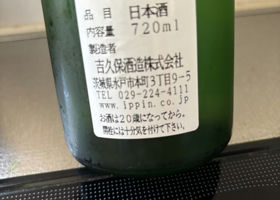 品 目 日本酒
内容量 720ml
製造者
吉久保酒造株式会社
茨城県水戸市本町3丁目9-5
TEL 029-224-4111
www.ippin.co.jp
お酒は20歳になってから。
開栓には十分気を付けて下さい。